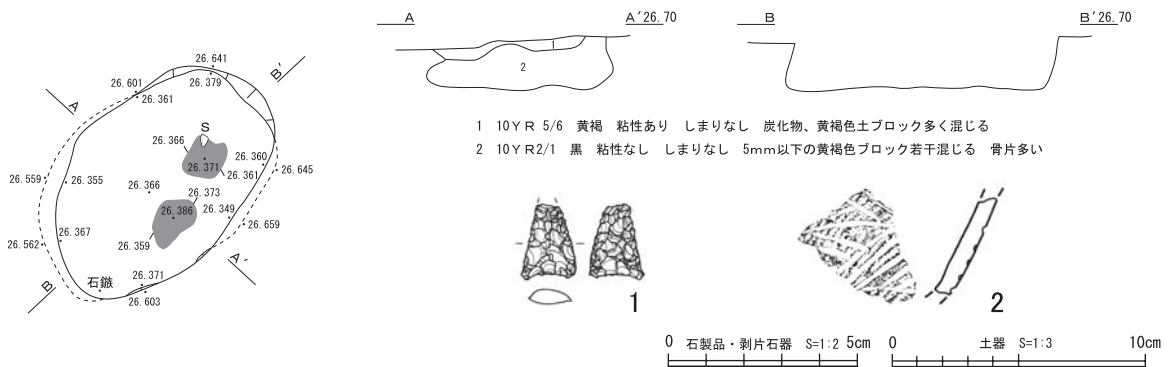 A A' 26.70
B B' 26.70
1
2
1 10YR 5/6 黄褐 粘性あり しまりなし 炭化物、黄褐色土ブロック多く混じる
2 10YR2/1 黒 粘性なし しまりなし 5mm以下の黄褐色ブロック若干混じる 骨片多い
26.641
26.379
B'
26.601
26.361
A
S
26.366
26.371
26.360
26.361
26.645
26.559
26.355
26.366
26.373
26.386
26.349
26.659
26.562
26.367
26.359
A'
石鏃
26.371
26.603
B
1
2
0 石製品・剥片石器 S=1:2 5cm
0 土器 S=1:3 10cm